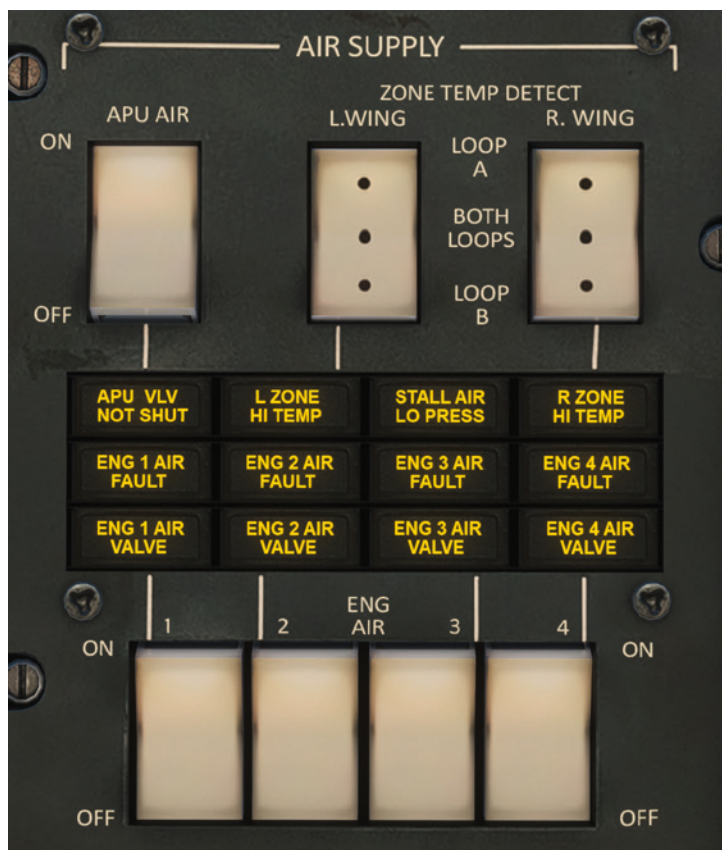 AIR SUPPLY
ZONE TEMP DETECT
APU AIR
L.WING
R. WING
ON
LOOP
A
BOTH
LOOPS
OFF
LOOP
B
APU VLV
NOT SHUT
L ZONE
HI TEMP
STALL AIR
LO PRESS
R ZONE
HI TEMP
ENG 1 AIR
FAULT
ENG 2 AIR
FAULT
ENG 3 AIR
FAULT
ENG 4 AIR
FAULT
ENG 1 AIR
VALVE
ENG 2 AIR
VALVE
ENG 3 AIR
VALVE
ENG 4 AIR
VALVE
ENG
AIR
1
2
3
4
ON
ON
OFF
OFF